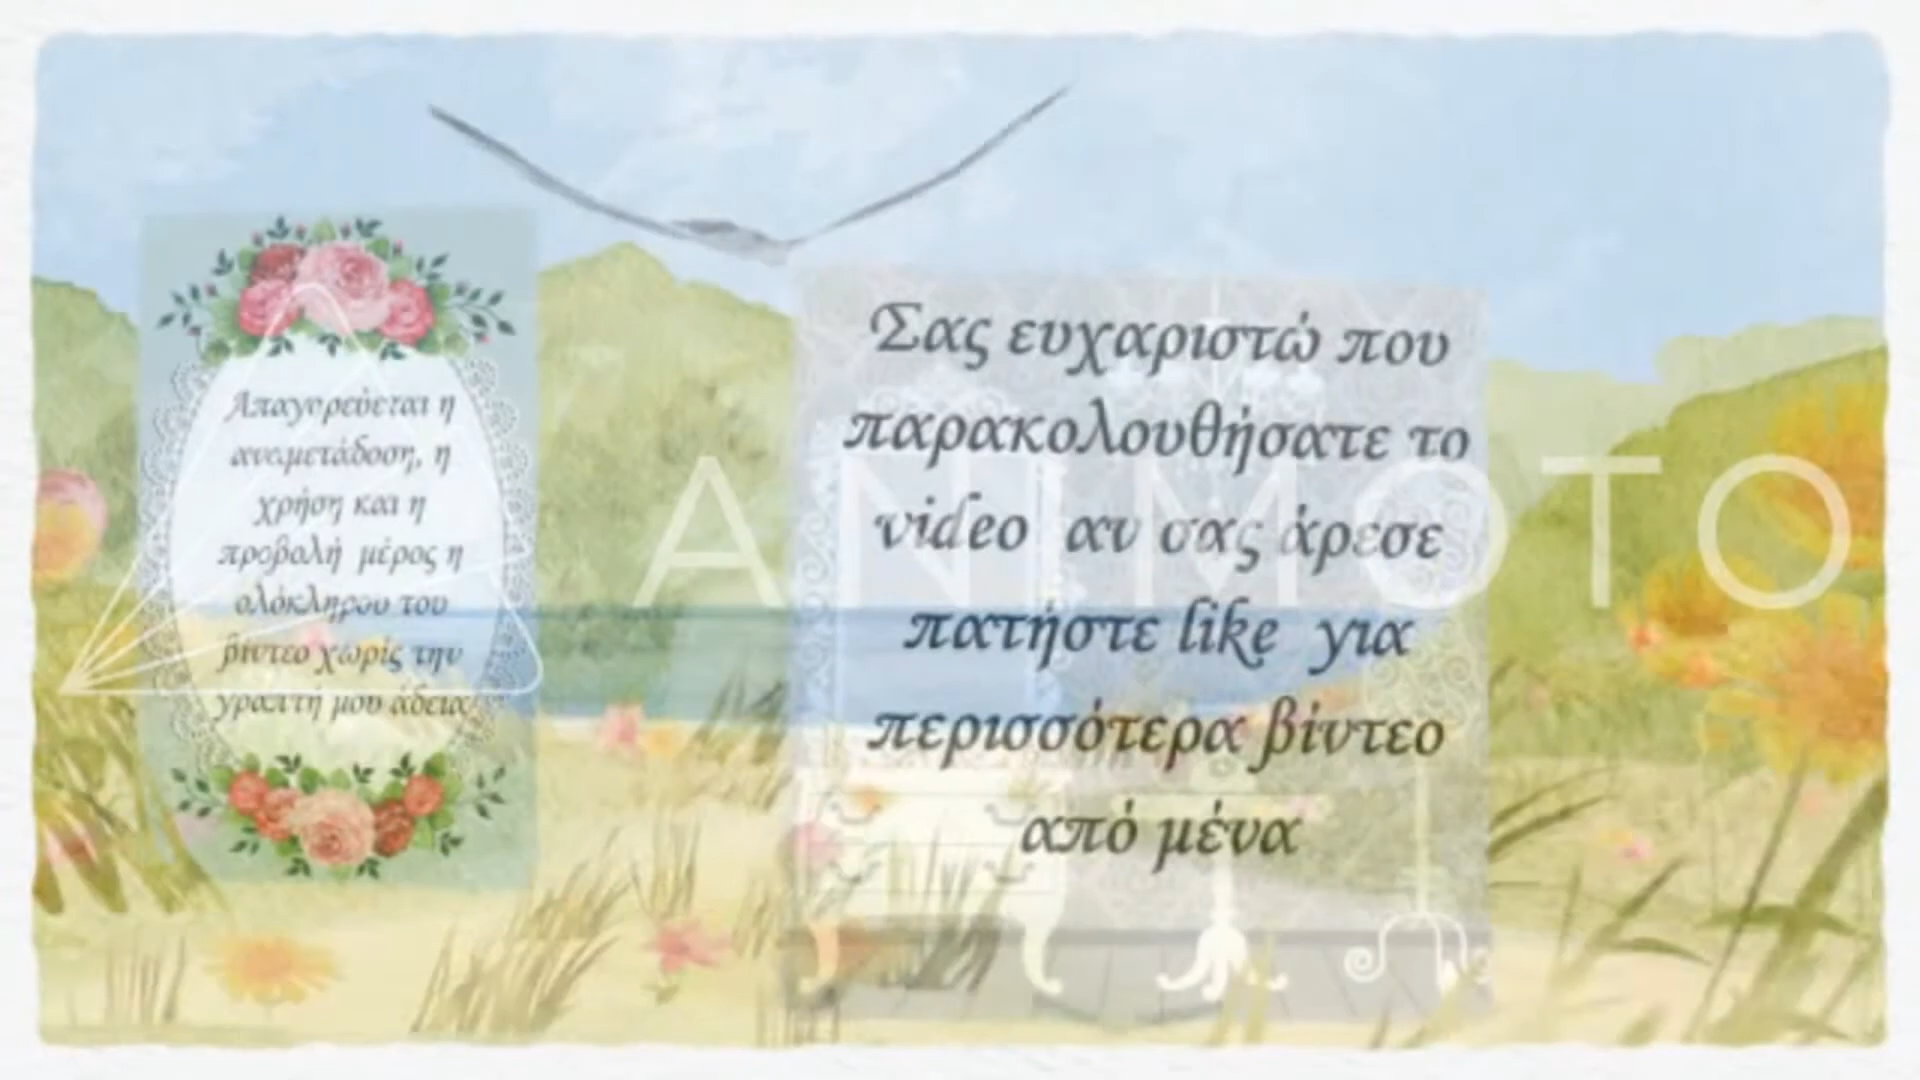 Απαγορεύεται η
αναμετάδοση, η
χρήση και η
προβολή μέρος η
ολόκληρου του
βίντεο χωρίς την
γραπτή μου άδεια
Σας ευχαριστώ που
παρακολουθήσατε το
video αν σας άρεσε
πατήστε like για
περισσότερα βίντεο
από μένα
ANIMOTO